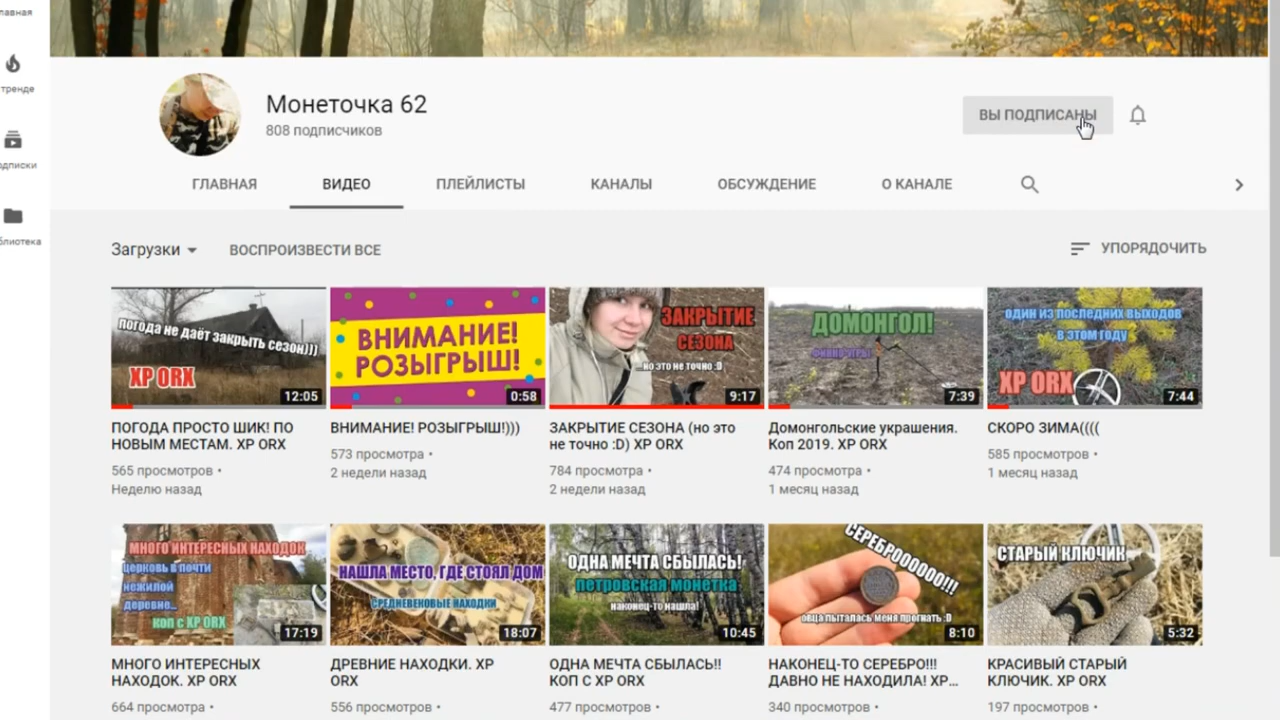 лавная
тренде
одписки
блиотека
Монеточка 62
808 подписчиков
ВЫ ПОДПИСАНЫ
ГЛАВНАЯ
ВИДЕО
ПЛЕЙЛИСТЫ
КАНАЛЫ
ОБСУЖДЕНИЕ
О КАНАЛЕ
Загрузки
ВОСПРОИЗВЕСТИ ВСЕ
УПОРЯДОЧИТЬ
погода не даёт закрыть сезон)))
XP ORX
12:05
ВНИМАНИЕ!
РОЗЫГРЫШ!
0:58
ЗАКРЫТИЕ
СЕЗОНА
...но это не точно :D
9:17
ДОМОНГОЛ!
7:39
один из последних выходов
в этом году
XP ORX
7:44
ПОГОДА ПРОСТО ШИК! ПО
НОВЫМ МЕСТАМ. XP ORX
565 просмотров •
Неделю назад
ВНИМАНИЕ! РОЗЫГРЫШ!)))
573 просмотра •
2 недели назад
ЗАКРЫТИЕ СЕЗОНА (но это
не точно :D) XP ORX
784 просмотра •
2 недели назад
Домонгольские украшения.
Коп 2019. XP ORX
474 просмотра •
1 месяц назад
СКОРО ЗИМА((((
585 просмотров •
1 месяц назад
МНОГО ИНТЕРЕСНЫХ НАХОДОК
церковь в почти
нежилой
деревне...
коп с XP ORX
17:19
НАШЛА МЕСТО, ГДЕ СТОЯЛ ДОМ
СРЕДНЕВЕКОВЫЕ НАХОДКИ
18:07
ОДНА МЕЧТА СБЫЛАСЬ!
петровская монетка
наконец-то нашла!
10:45
СЕРЕБРОООООО!!!
овца пыталась меня прогнать :D
8:10
СТАРЫЙ КЛЮЧИК
5:32
МНОГО ИНТЕРЕСНЫХ
НАХОДОК. XP ORX
664 просмотра •
ДРЕВНИЕ НАХОДКИ. XP
ORX
556 просмотров •
ОДНА МЕЧТА СБЫЛАСЬ!!
КОП С XP ORX
477 просмотров •
НАКОНЕЦ-ТО СЕРЕБРО!!!
ДАВНО НЕ НАХОДИЛА! XP...
340 просмотров •
КРАСИВЫЙ СТАРЫЙ
КЛЮЧИК. XP ORX
197 просмотров •